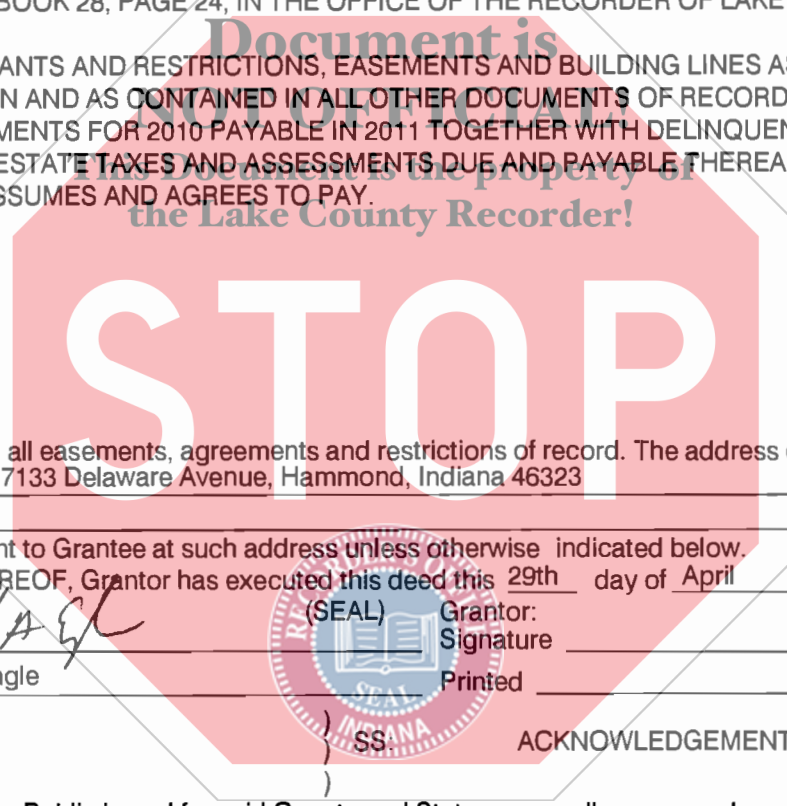 BOOK 28, PAGE 24, IN THE OFFICE OF THE RECORDER OF LAKE
Document is
ANTS AND RESTRICTIONS, EASEMENTS AND BUILDING LINES AS
N AND AS CONTAINED IN ALL OTHER DOCUMENTS OF RECORD
NOT OFFICIAL!
MENTS FOR 2010 PAYABLE IN 2011 TOGETHER WITH DELINQUEN
ESTATE TAXES AND ASSESSMENTS DUE AND PAYABLE THEREA
This Document is the property of
SSUMES AND AGREES TO PAY.
the Lake County Recorder!
STOP
all easements, agreements and restrictions of record. The address
7133 Delaware Avenue, Hammond, Indiana 46323
nt to Grantee at such address unless otherwise indicated below.
REOF, Grantor has executed this deed this 29th day of April
(SEAL) Grantor:
Signature
ngle Printed
RECORDERS OFFICE
SEAL
INDIANA
) SS: ACKNOWLEDGEMENT
)